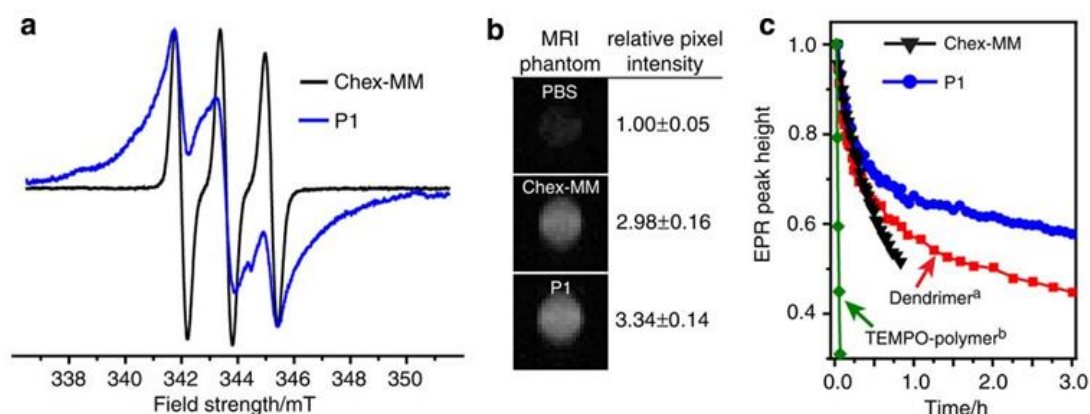 a
Chex-MM
P1
338 340 342 344 346 348 350
Field strength/mT
b
MRI phantom
relative pixel intensity
PBS
1.00±0.05
Chex-MM
2.98±0.16
P1
3.34±0.14
c
Chex-MM
P1
EPR peak height
1.0
0.8
0.6
0.4
Dendrimerᵃ
TEMPO-polymerᵇ
0.0 1.0 2.0 3.0
Time/h